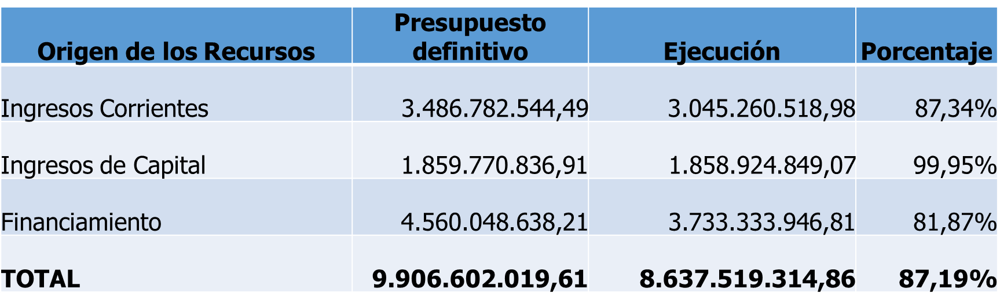 Origen de los Recursos Presupuesto definitivo Ejecución Porcentaje
Ingresos Corrientes 3.486.782.544,49 3.045.260.518,98 87,34%
Ingresos de Capital 1.859.770.836,91 1.858.924.849,07 99,95%
Financiamiento 4.560.048.638,21 3.733.333.946,81 81,87%
TOTAL 9.906.602.019,61 8.637.519.314,86 87,19%